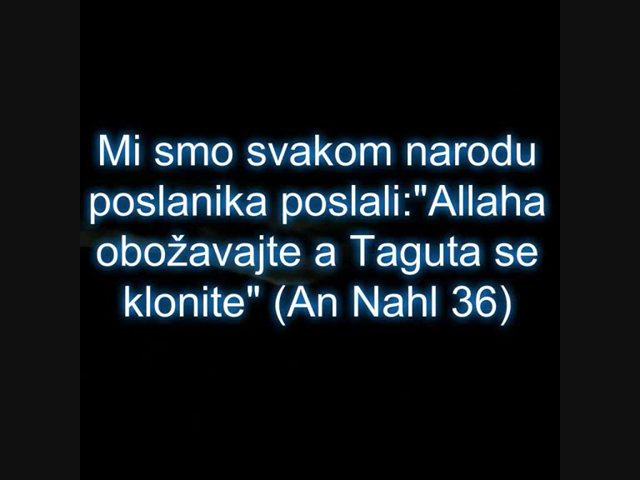 Mi smo svakom narodu
poslanika poslali:"Allaha
obožavajte a Taguta se
klonite" (An Nahl 36)